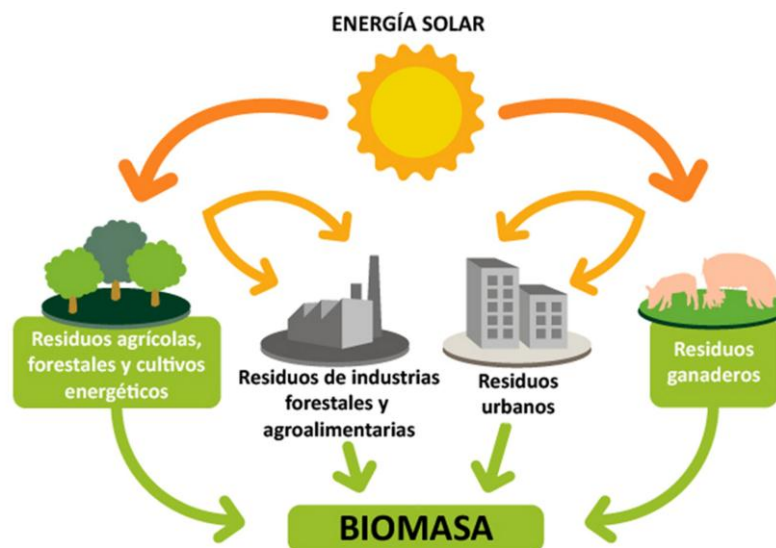 ENERGÍA SOLAR
Residuos agrícolas,
forestales y cultivos
energéticos
Residuos de industrias
forestales y
agroalimentarias
Residuos
urbanos
Residuos
ganaderos
BIOMASA